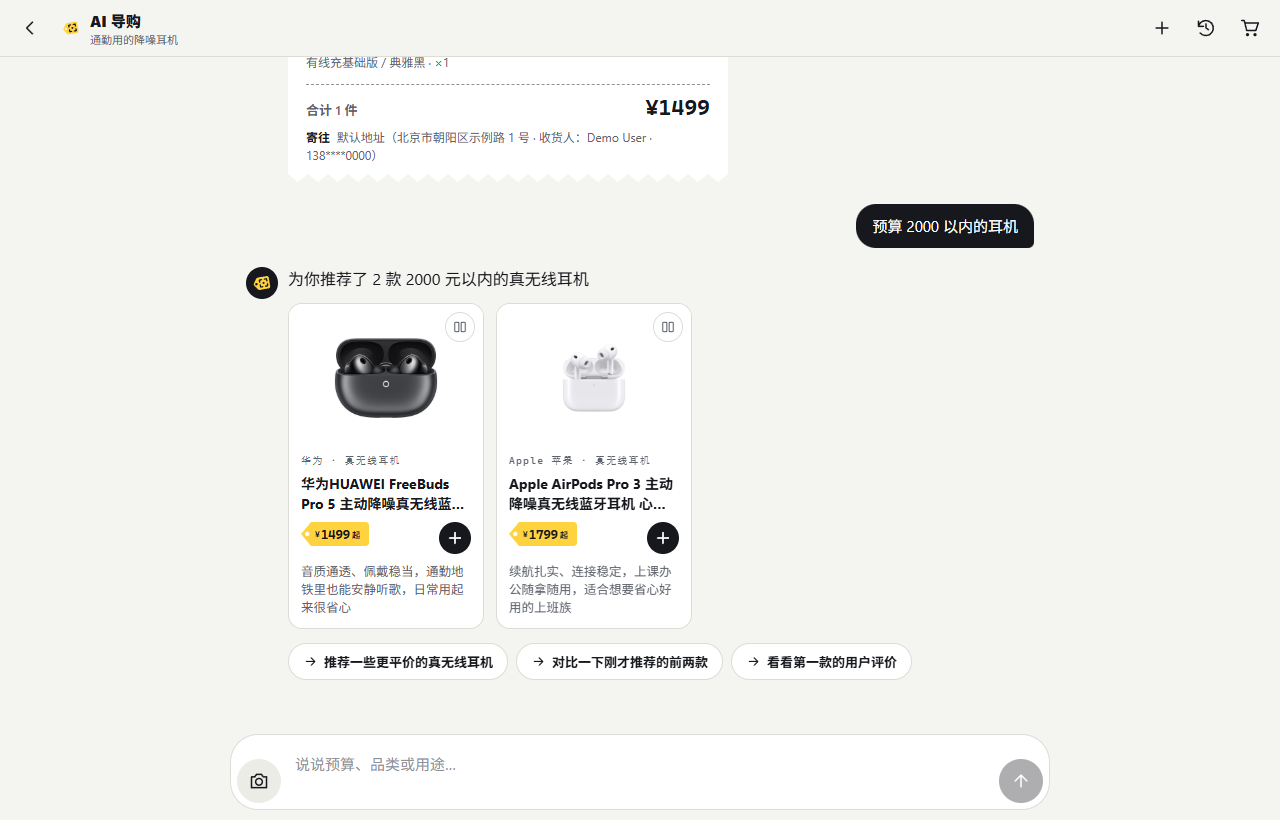 AI 导购
通勤用的降噪耳机
有线充基础版 / 典雅黑 · ×1
合计 1 件
¥1499
寄往 默认地址（北京市朝阳区示例路 1 号 · 收货人：Demo User ·
138****0000）
预算 2000 以内的耳机
为你推荐了 2 款 2000 元以内的真无线耳机
华为 · 真无线耳机
华为HUAWEI FreeBuds
Pro 5 主动降噪真无线蓝...
¥1499起
音质通透、佩戴稳当，通勤地
铁里也能安静听歌，日常用起
来很省心
Apple 苹果 · 真无线耳机
Apple AirPods Pro 3 主动
降噪真无线蓝牙耳机 心...
¥1799起
续航扎实、连接稳定，上课办
公随拿随用，适合想要省心好
用的上班族
→ 推荐一些更平价的真无线耳机
→ 对比一下刚才推荐的前两款
→ 看看第一款的用户评价
说说预算、品类或用途...